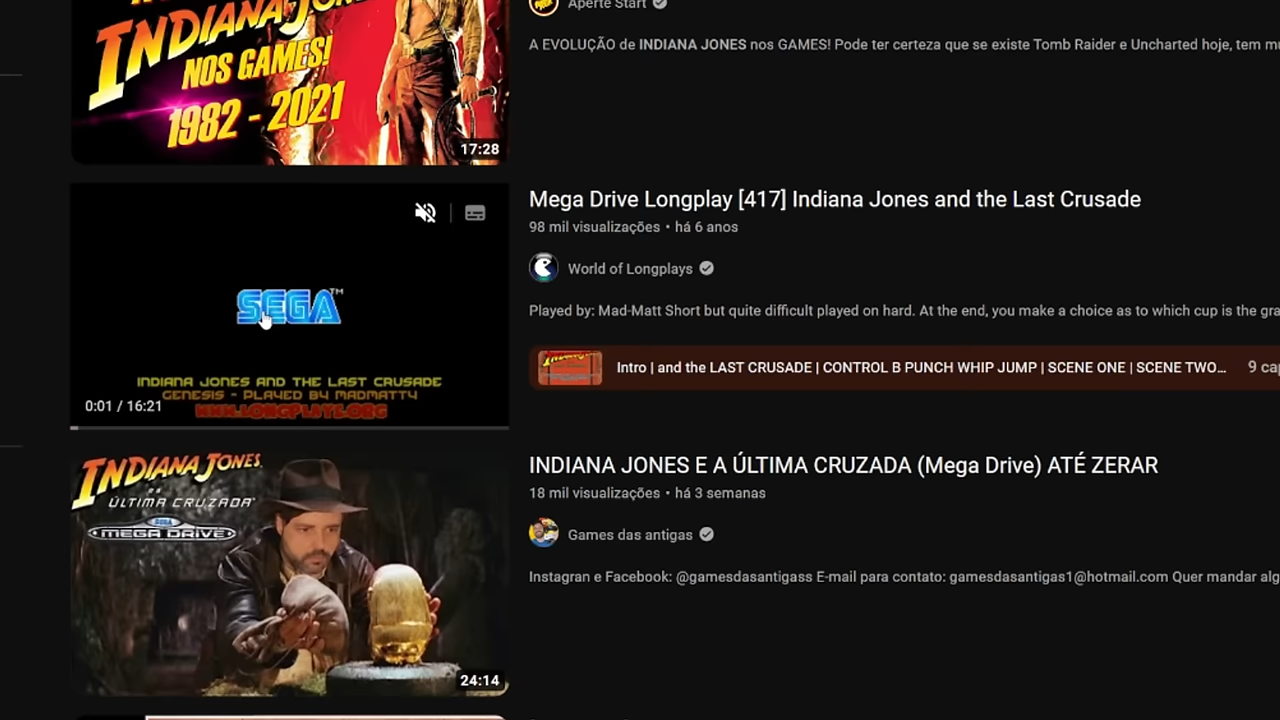 INDIANA JONES
NOS GAMES!
1982 - 2021
17:28
Aperte Start
A EVOLUÇÃO de INDIANA JONES nos GAMES! Pode ter certeza que se existe Tomb Raider e Uncharted hoje, tem
SEGA™
INDIANA JONES AND THE LAST CRUSADE
GENESIS - PLAYED BY MADMATTY
WWW.LONGPLAYS.ORG
0:01 / 16:21
Mega Drive Longplay [417] Indiana Jones and the Last Crusade
98 mil visualizações • há 6 anos
World of Longplays
Played by: Mad-Matt Short but quite difficult played on hard. At the end, you make a choice as to which cup is the
Intro | and the LAST CRUSADE | CONTROL B PUNCH WHIP JUMP | SCENE ONE | SCENE TWO...
9
INDIANA JONES
ÚLTIMA CRUZADA
SEGA
MEGA DRIVE
24:14
INDIANA JONES E A ÚLTIMA CRUZADA (Mega Drive) ATÉ ZERAR
18 mil visualizações • há 3 semanas
Games das antigas
Instagran e Facebook: @gamesdasantigass E-mail para contato: gamesdasantigas1@hotmail.com Quer mandar